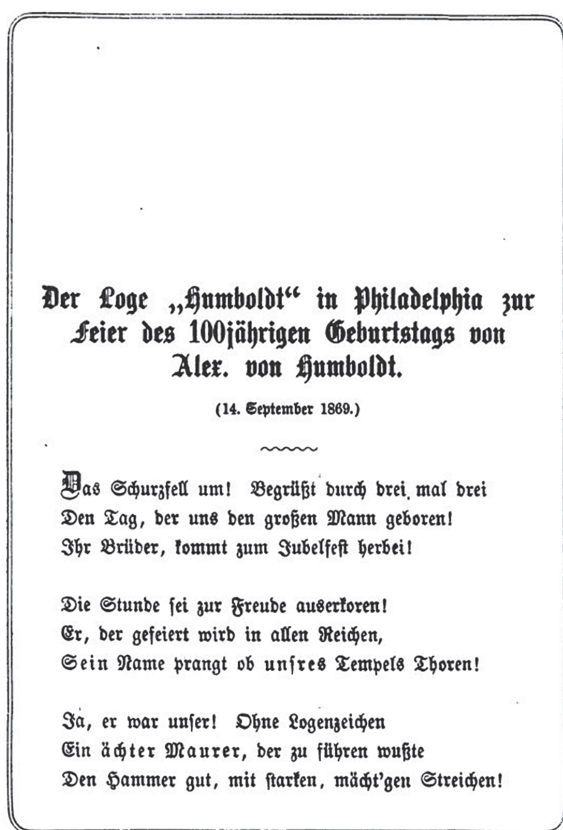 Der Loge „Humboldt“ in Philadelphia zur
Feier des 100jährigen Geburtstags von
Alex. von Humboldt.
(14. September 1869.)
Das Schurzfell um! Begrüßt durch drei mal drei
Den Tag, der uns den großen Mann geboren!
Ihr Brüder, kommt zum Jubelfest herbei!
Die Stunde sei zur Freude auserkoren!
Er, der gefeiert wird in allen Reichen,
Sein Name prangt ob unsres Tempels Thoren!
Ja, er war unser! Ohne Logenzeichen
Ein ächter Maurer, der zu führen wußte
Den Hammer gut, mit starken, mächt'gen Streichen!